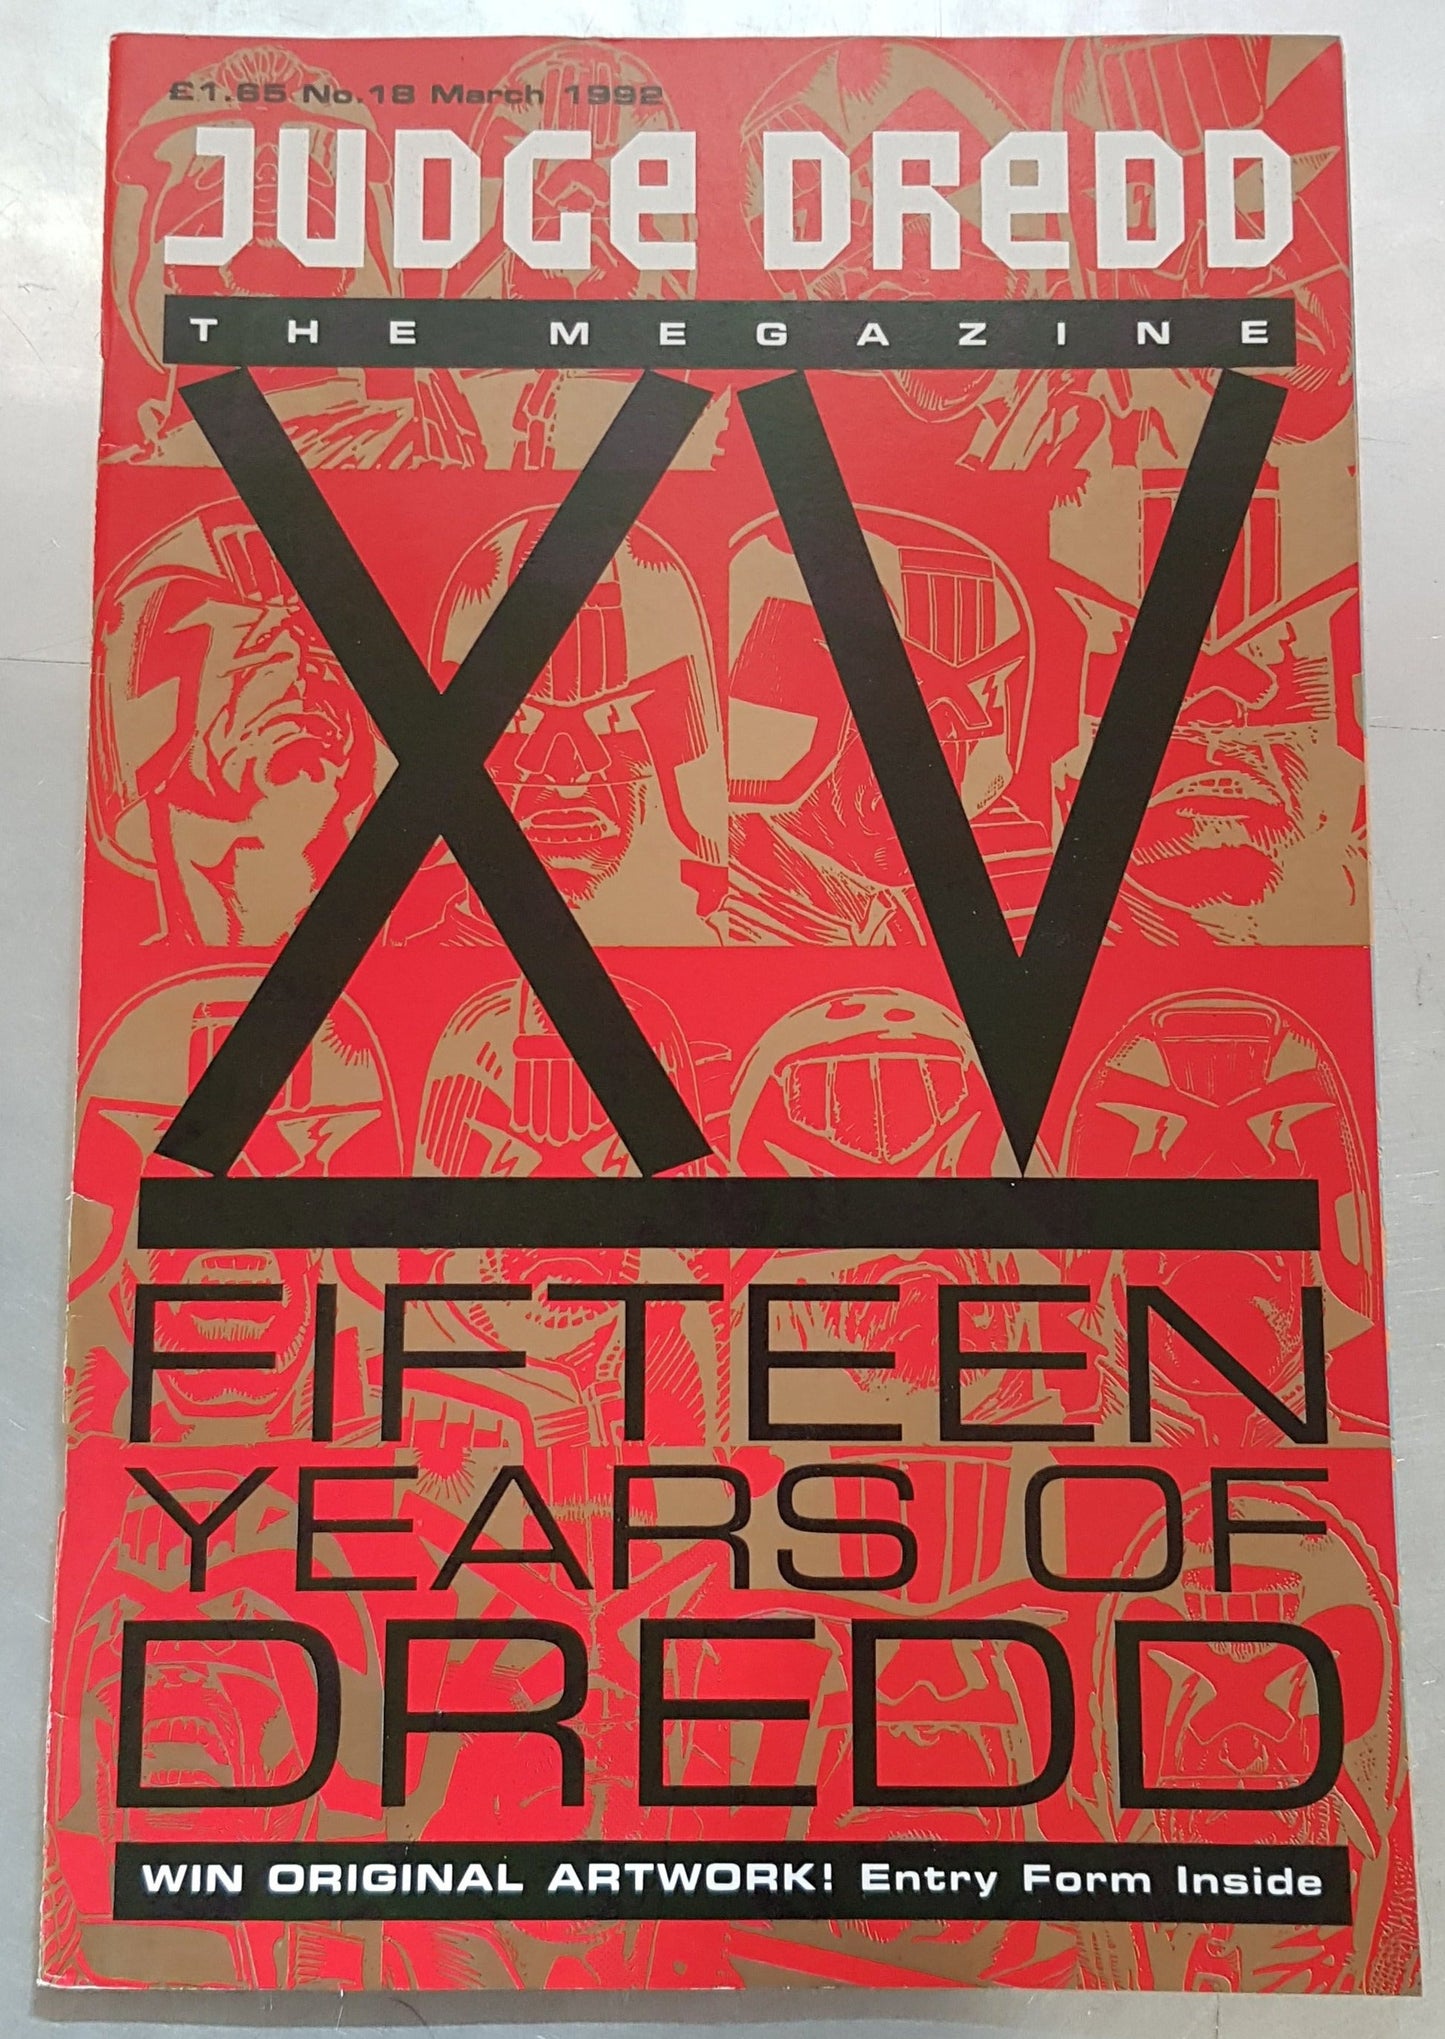 £1.65 No.18 March 1992
JUDGE DREDD
THE MEGAZINE
XV
FIFTEEN
YEARS OF
DREDD
WIN ORIGINAL ARTWORK! Entry Form Inside